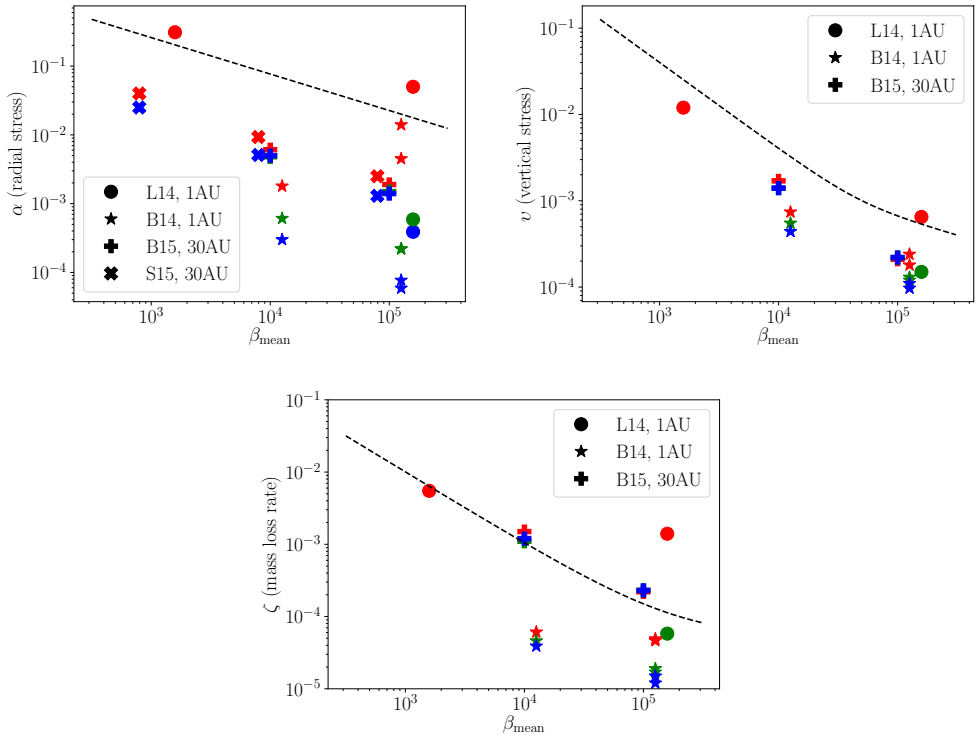 α (radial stress)
10⁻¹
10⁻²
10⁻³
10⁻⁴
L14, 1AU
B14, 1AU
B15, 30AU
S15, 30AU
10³
10⁴
10⁵
β_mean
υ (vertical stress)
10⁻¹
10⁻²
10⁻³
10⁻⁴
L14, 1AU
B14, 1AU
B15, 30AU
10³
10⁴
10⁵
β_mean
ζ (mass loss rate)
10⁻¹
10⁻²
10⁻³
10⁻⁴
10⁻⁵
L14, 1AU
B14, 1AU
B15, 30AU
10³
10⁴
10⁵
β_mean